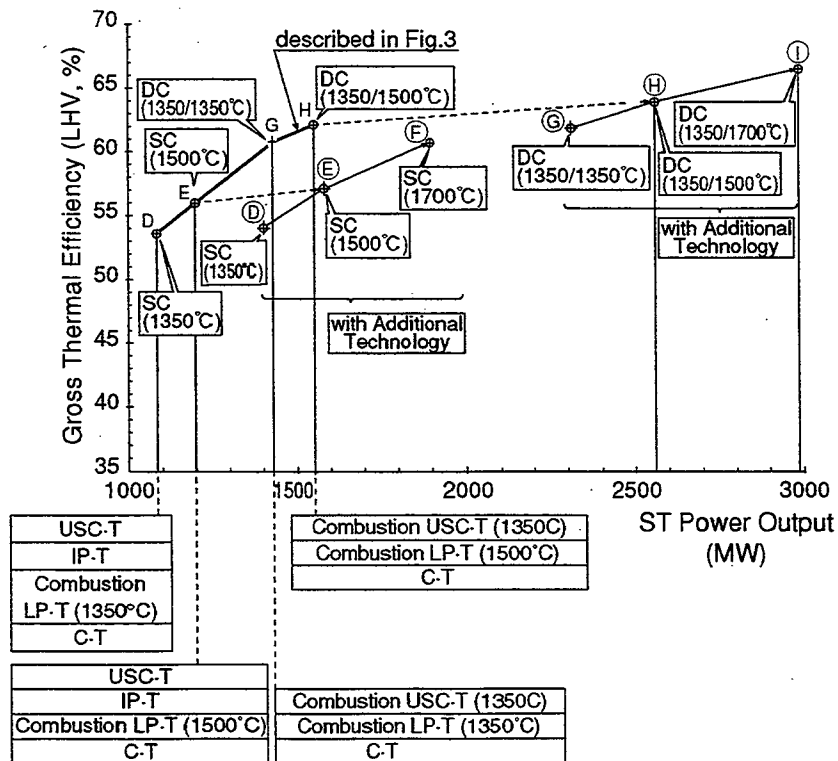 Gross Thermal Efficiency (LHV, %)
70
65
60
55
50
45
40
35
1000
1500
2000
2500
3000
ST Power Output
(MW)
described in Fig.3
DC
(1350/1350°C)
G
H
DC
(1350/1500°C)
SC
(1500°C)
E
D
SC
(1350°C)
D
SC
(1350°C)
E
SC
(1500°C)
F
SC
(1700°C)
with Additional
Technology
G
DC
(1350/1350°C)
H
DC
(1350/1500°C)
I
DC
(1350/1700°C)
with Additional
Technology
USC-T
IP-T
Combustion
LP-T (1350°C)
C-T
Combustion USC-T (1350C)
Combustion LP-T (1500°C)
C-T
USC-T
IP-T
Combustion LP-T (1500°C)
C-T
Combustion USC-T (1350C)
Combustion LP-T (1350°C)
C-T